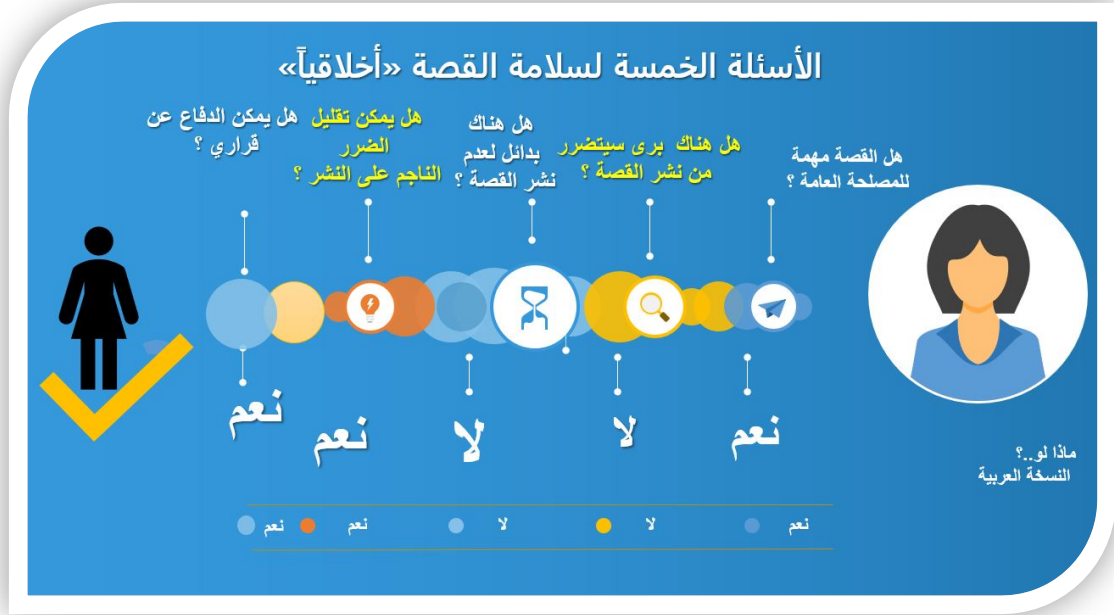 الأسئلة الخمسة لسلامة القصة «أخلاقياً»
هل القصة مهمة
للمصلحة العامة ؟
هل هناك برى سيتضرر
من نشر القصة ؟
هل هناك
بدائل لعدم
نشر القصة ؟
هل يمكن تقليل
الضرر
الناجم على النشر ؟
هل يمكن الدفاع عن
قراري ؟
نعم
لا
لا
نعم
نعم
ماذا لو..؟
النسخة العربية
نعم
لا
لا
نعم
نعم